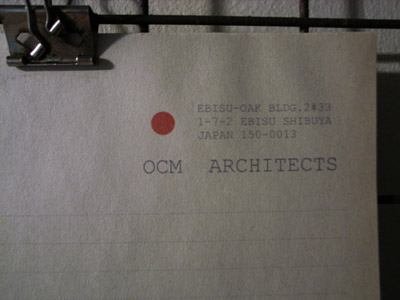 EBISU-OAK BLDG.2#33
1-7-2 EBISU SHIBUYA
JAPAN 150-0013
OCM ARCHITECTS